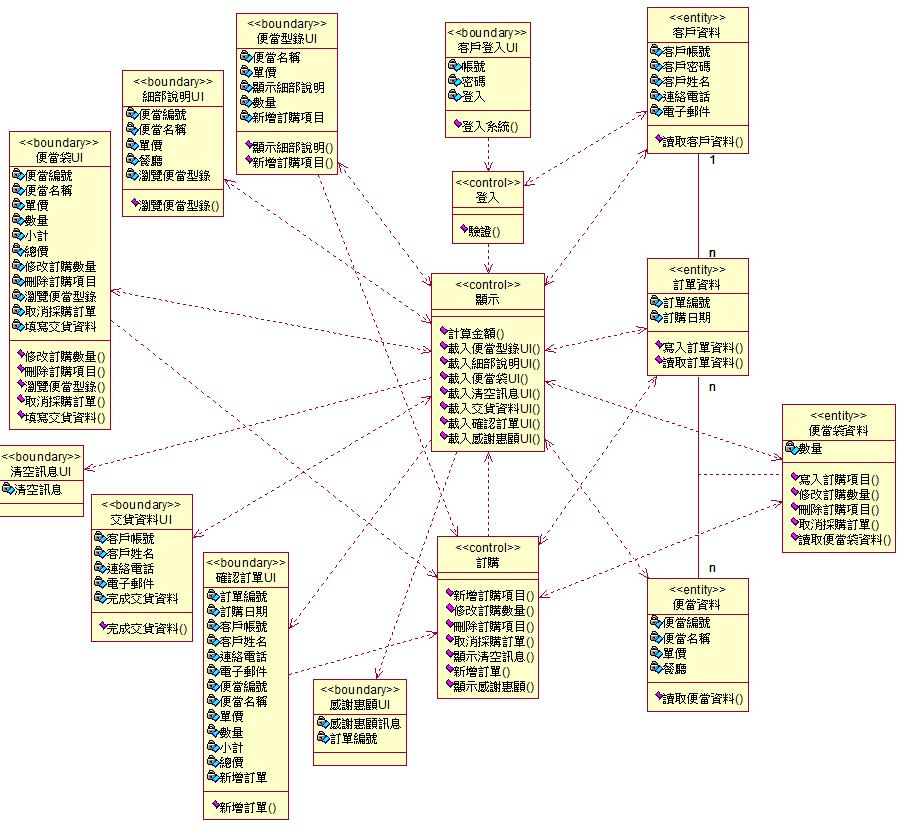 <<boundary>>
便當型錄UI
便當名稱
單價
顯示細部說明
數量
新增訂購項目
顯示細部說明()
新增訂購項目()
<<boundary>>
客戶登入UI
帳號
密碼
登入
登入系統()
<<entity>>
客戶資料
客戶帳號
客戶密碼
客戶姓名
連絡電話
電子郵件
讀取客戶資料()
<<boundary>>
細部說明UI
便當編號
便當名稱
單價
餐廳
瀏覽便當型錄
瀏覽便當型錄()
<<boundary>>
便當袋UI
便當編號
便當名稱
單價
數量
小計
總價
修改訂購數量
刪除訂購項目
瀏覽便當型錄
取消採購訂單
填寫交貨資料
修改訂購數量()
刪除訂購項目()
瀏覽便當型錄()
取消採購訂單()
填寫交貨資料()
<<control>>
登入
驗證()
1
n
<<control>>
顯示
計算金額()
載入便當型錄UI()
載入細部說明UI()
載入便當袋UI()
載入清空訊息UI()
載入交貨資料UI()
載入確認訂單UI()
載入感謝惠顧UI()
<<entity>>
訂單資料
訂單編號
訂購日期
寫入訂單資料()
讀取訂單資料()
n
<<entity>>
便當袋資料
數量
寫入訂購項目()
修改訂購數量()
刪除訂購項目()
取消採購訂單()
讀取便當袋資料()
<<boundary>>
清空訊息UI
清空訊息
<<boundary>>
交貨資料UI
客戶帳號
客戶姓名
連絡電話
電子郵件
完成交貨資料
完成交貨資料()
<<boundary>>
確認訂單UI
訂單編號
訂購日期
客戶帳號
客戶姓名
連絡電話
電子郵件
便當編號
便當名稱
單價
數量
小計
總價
新增訂單
新增訂單()
<<control>>
訂購
新增訂購項目()
修改訂購數量()
刪除訂購項目()
取消採購訂單()
顯示清空訊息()
新增訂單()
顯示感謝惠顧()
n
<<entity>>
便當資料
便當編號
便當名稱
單價
餐廳
讀取便當資料()
<<boundary>>
感謝惠顧UI
感謝惠顧訊息
訂單編號